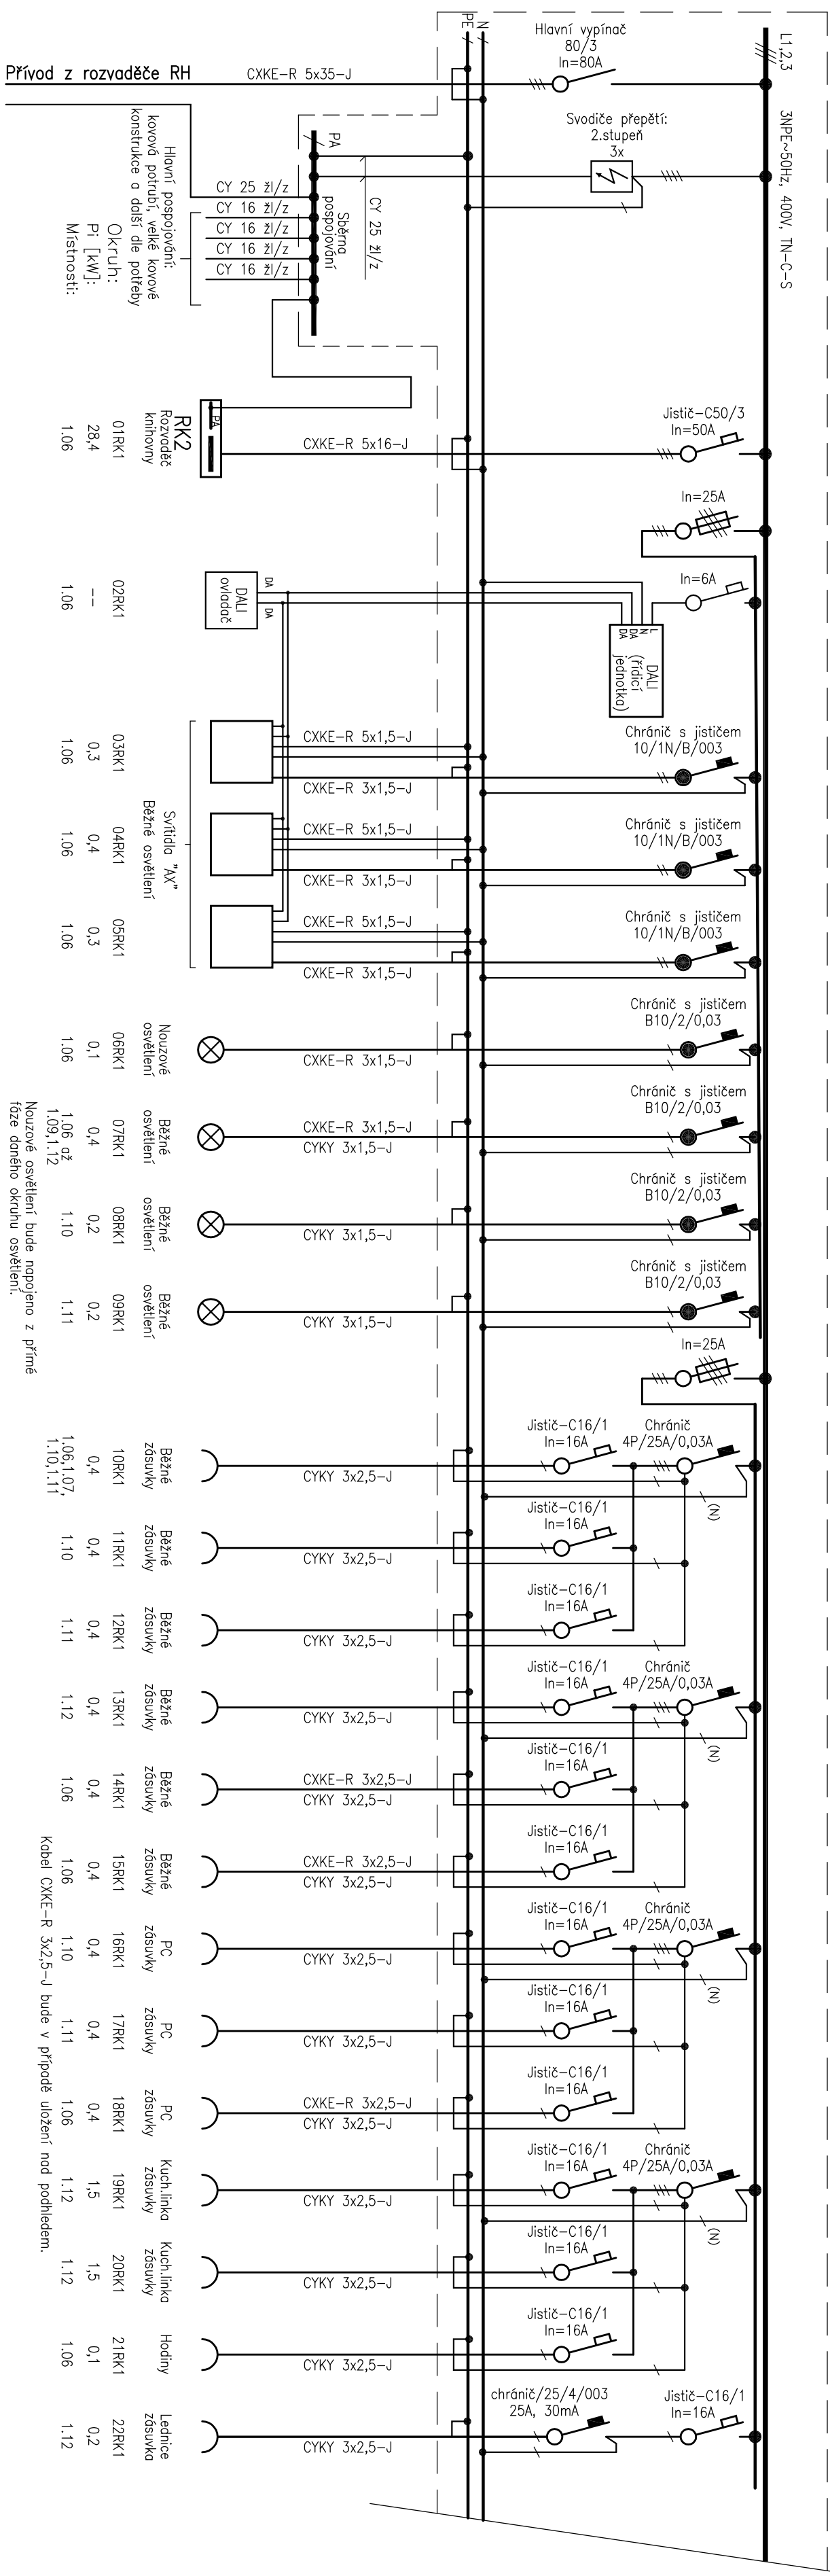 L1,2,3
3NPE~50Hz, 400V, TN-C-S
PE
N
Hlavní vypínač
80/3
In=80A
Přívod z rozvaděče RH
CXKE-R 5x35-J
Svodiče přepětí:
2.stupeň
3x
PA
CY 25 žl/z
Sběrna
pospojování
CY 25 žl/z
CY 16 žl/z
CY 16 žl/z
CY 16 žl/z
CY 16 žl/z
Hlavní pospojování:
kovová potrubí, velké kovové
konstrukce a další dle potřeby
Okruh:
Pi [kW]:
Místnosti:
Jistič-C50/3
In=50A
CXKE-R 5x16-J
PA
RK2
Rozvaděč
knihovny
01RK1
28,4
1.06
In=25A
In=6A
L
N
DA
DA
DALI
(řídicí
jednotka)
DA
DA
DALI
ovladač
02RK1
--
1.06
Chránič s jističem
10/1N/B/003
CXKE-R 5x1,5-J
CXKE-R 3x1,5-J
03RK1
0,3
1.06
Chránič s jističem
10/1N/B/003
CXKE-R 5x1,5-J
CXKE-R 3x1,5-J
Svítidla "AX"
Běžné osvětlení
04RK1
0,4
1.06
Chránič s jističem
10/1N/B/003
CXKE-R 5x1,5-J
CXKE-R 3x1,5-J
05RK1
0,3
1.06
Chránič s jističem
B10/2/0,03
CXKE-R 3x1,5-J
Nouzové
osvětlení
06RK1
0,1
1.06
Chránič s jističem
B10/2/0,03
CXKE-R 3x1,5-J
CYKY 3x1,5-J
Běžné
osvětlení
07RK1
0,4
1.06 až
1.09,1.12
Chránič s jističem
B10/2/0,03
CYKY 3x1,5-J
Běžné
osvětlení
08RK1
0,2
1.10
Chránič s jističem
B10/2/0,03
CYKY 3x1,5-J
Běžné
osvětlení
09RK1
0,2
1.11
Nouzové osvětlení bude napojeno z přímé
fáze daného okruhu osvětlení.
In=25A
Chránič
4P/25A/0,03A
(N)
Jistič-C16/1
In=16A
CYKY 3x2,5-J
Běžné
zásuvky
10RK1
0,4
1.06,1.07,
1.10,1.11
Jistič-C16/1
In=16A
CYKY 3x2,5-J
Běžné
zásuvky
11RK1
0,4
1.10
Jistič-C16/1
In=16A
CYKY 3x2,5-J
Běžné
zásuvky
12RK1
0,4
1.11
Chránič
4P/25A/0,03A
(N)
Jistič-C16/1
In=16A
CYKY 3x2,5-J
Běžné
zásuvky
13RK1
0,4
1.12
Jistič-C16/1
In=16A
CXKE-R 3x2,5-J
CYKY 3x2,5-J
Běžné
zásuvky
14RK1
0,4
1.06
Jistič-C16/1
In=16A
CXKE-R 3x2,5-J
CYKY 3x2,5-J
Běžné
zásuvky
15RK1
0,4
1.06
Chránič
4P/25A/0,03A
(N)
Jistič-C16/1
In=16A
CYKY 3x2,5-J
PC
zásuvky
16RK1
0,4
1.10
Jistič-C16/1
In=16A
CYKY 3x2,5-J
PC
zásuvky
17RK1
0,4
1.11
Jistič-C16/1
In=16A
CXKE-R 3x2,5-J
CYKY 3x2,5-J
PC
zásuvky
18RK1
0,4
1.06
Kabel CXKE-R 3x2,5-J bude v případě uložení nad podhledem.
Chránič
4P/25A/0,03A
(N)
Jistič-C16/1
In=16A
CYKY 3x2,5-J
Kuch.linka
zásuvky
19RK1
1,5
1.12
Jistič-C16/1
In=16A
CYKY 3x2,5-J
Kuch.linka
zásuvky
20RK1
1,5
1.12
Jistič-C16/1
In=16A
CYKY 3x2,5-J
Hodiny
21RK1
0,1
1.06
Jistič-C16/1
In=16A
chránič/25/4/003
25A, 30mA
CYKY 3x2,5-J
Lednice
zásuvka
22RK1
0,2
1.12